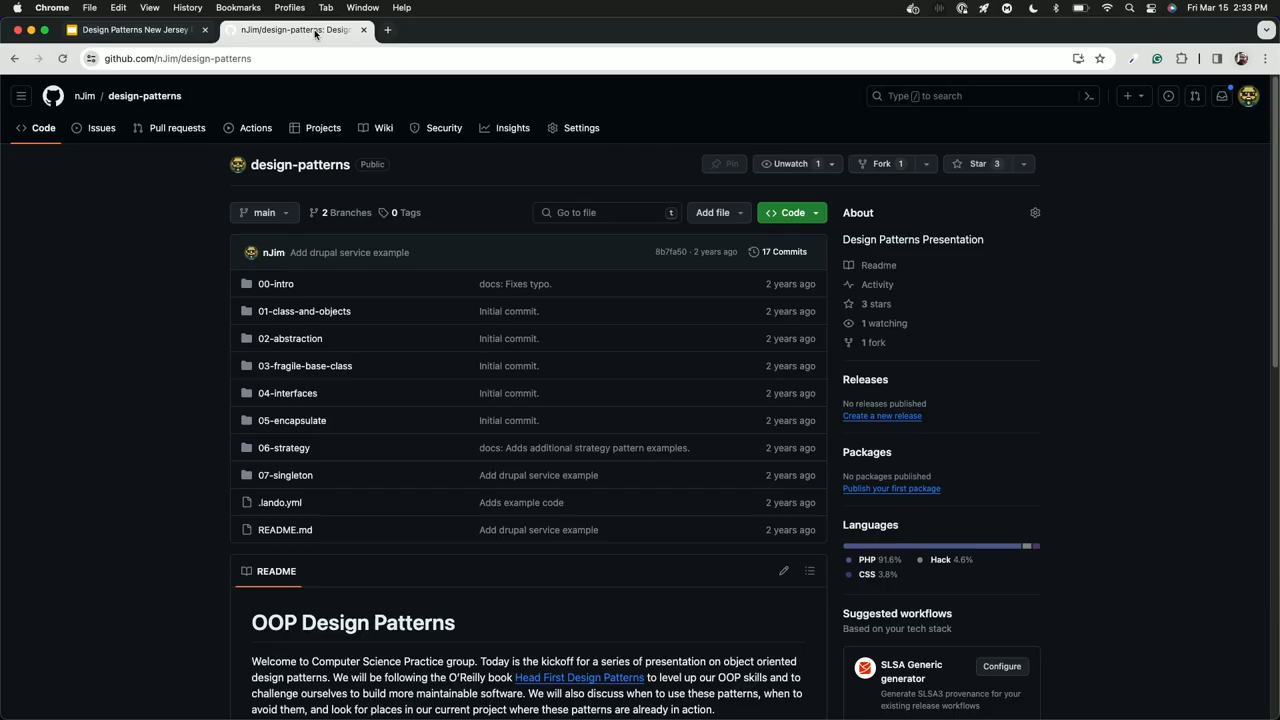 Chrome File Edit View History Bookmarks Profiles Tab Window Help Fri Mar 15 2:33 PM
Design Patterns New Jersey nJim/design-patterns: Desig
github.com/nJim/design-patterns
nJim / design-patterns Type / to search
Code Issues Pull requests Actions Projects Wiki Security Insights Settings
design-patterns Public Pin Unwatch 1 Fork 1 Star 3
main 2 Branches 0 Tags Go to file t Add file Code
nJim Add drupal service example 8b7fa50 · 2 years ago 17 Commits
00-intro docs: Fixes typo. 2 years ago
01-class-and-objects Initial commit. 2 years ago
02-abstraction Initial commit. 2 years ago
03-fragile-base-class Initial commit. 2 years ago
04-interfaces Initial commit. 2 years ago
05-encapsulate Initial commit. 2 years ago
06-strategy docs: Adds additional strategy pattern examples. 2 years ago
07-singleton Add drupal service example 2 years ago
.lando.yml Adds example code 2 years ago
README.md Add drupal service example 2 years ago
README
OOP Design Patterns
Welcome to Computer Science Practice group. Today is the kickoff for a series of presentation on object oriented
design patterns. We will be following the O'Reilly book Head First Design Patterns to level up our OOP skills and to
challenge ourselves to build more maintainable software. We will also discuss when to use these patterns, when to
avoid them, and look for places in our current project where these patterns are already in action.
About
Design Patterns Presentation
Readme
Activity
3 stars
1 watching
1 fork
Releases
No releases published
Create a new release
Packages
No packages published
Publish your first package
Languages
PHP 91.6% Hack 4.6%
CSS 3.8%
Suggested workflows
Based on your tech stack
SLSA Generic
generator
Configure
Generate SLSA3 provenance for your
existing release workflows